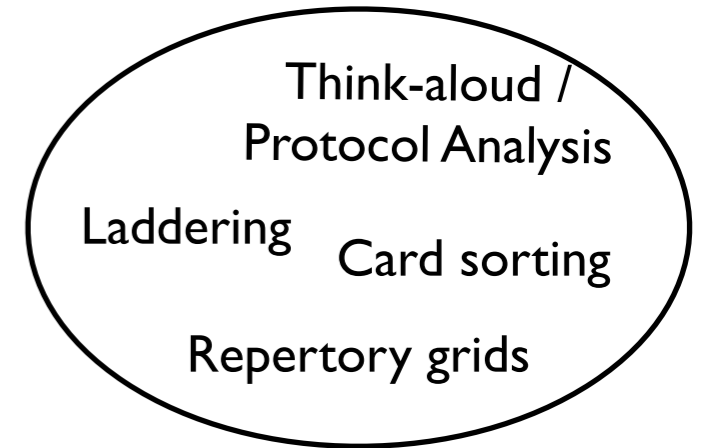 Think-aloud /
Protocol Analysis
Laddering
Card sorting
Repertory grids